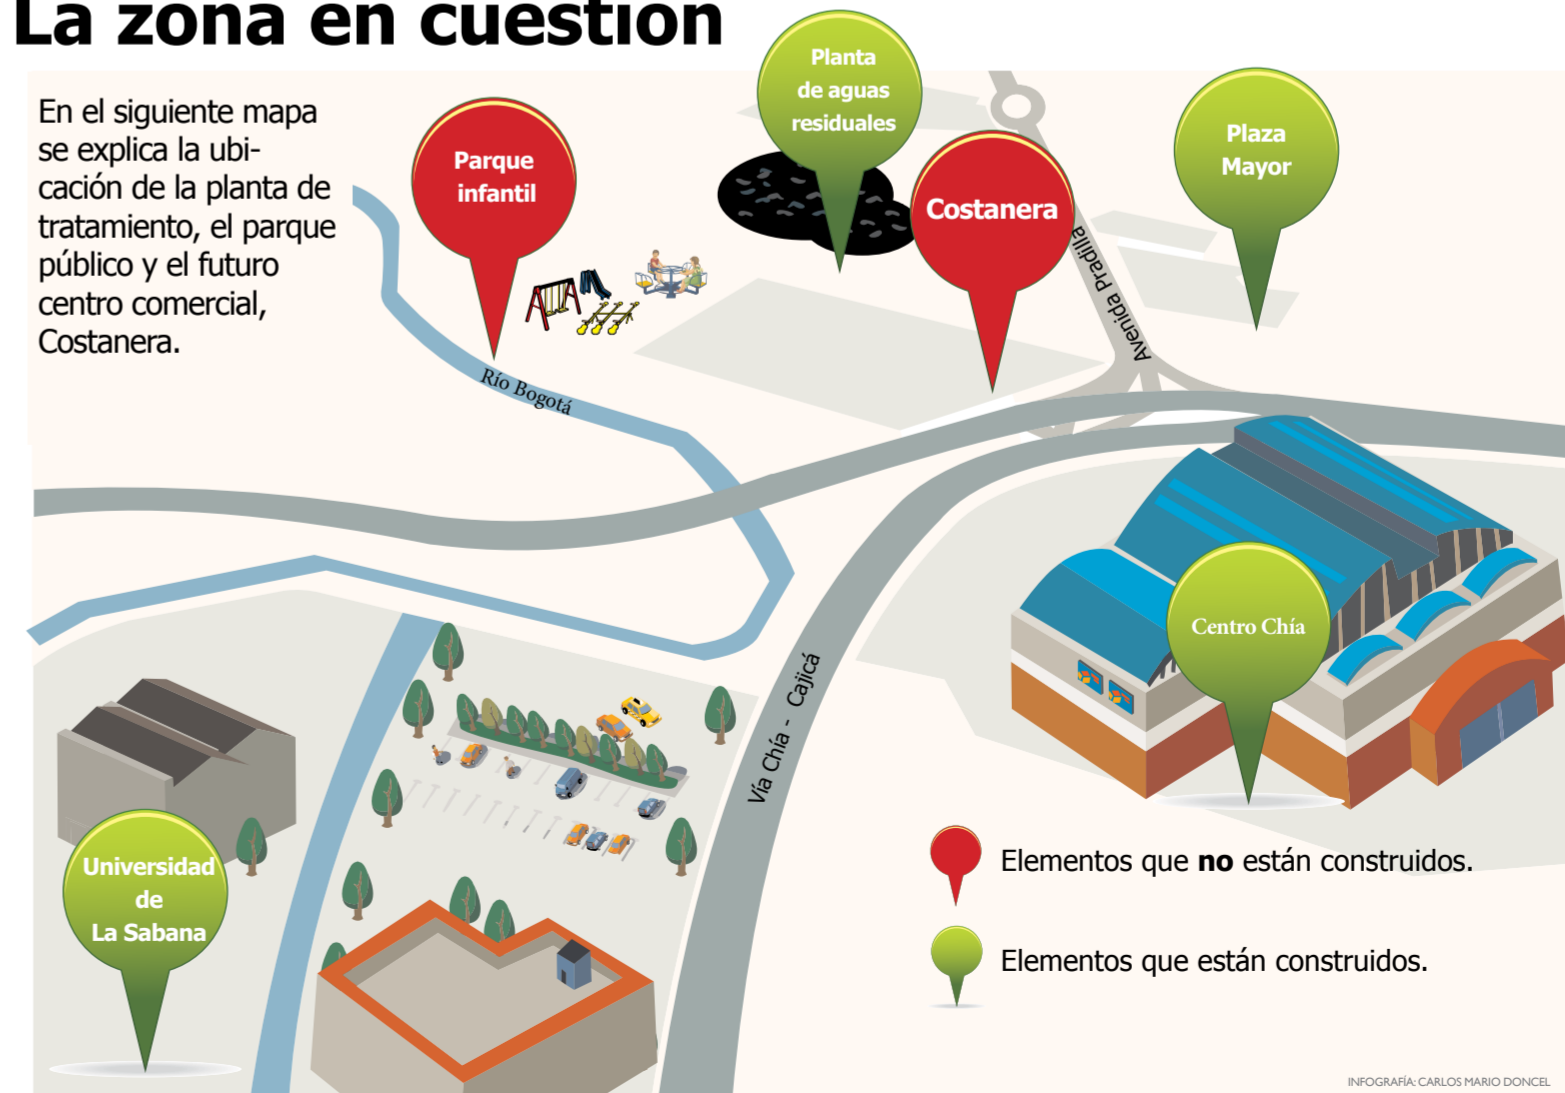 La zona en cuestión
En el siguiente mapa
se explica la ubi-
cación de la planta de
tratamiento, el parque
público y el futuro
centro comercial,
Costanera.
Parque
infantil
Planta
de aguas
residuales
Costanera
Plaza
Mayor
Avenida Pradilla
Río Bogotá
Centro Chía
Vía Chía - Cajicá
Universidad
de
La Sabana
Elementos que no están construidos.
Elementos que están construidos.
INFOGRAFÍA: CARLOS MARIO DONCEL